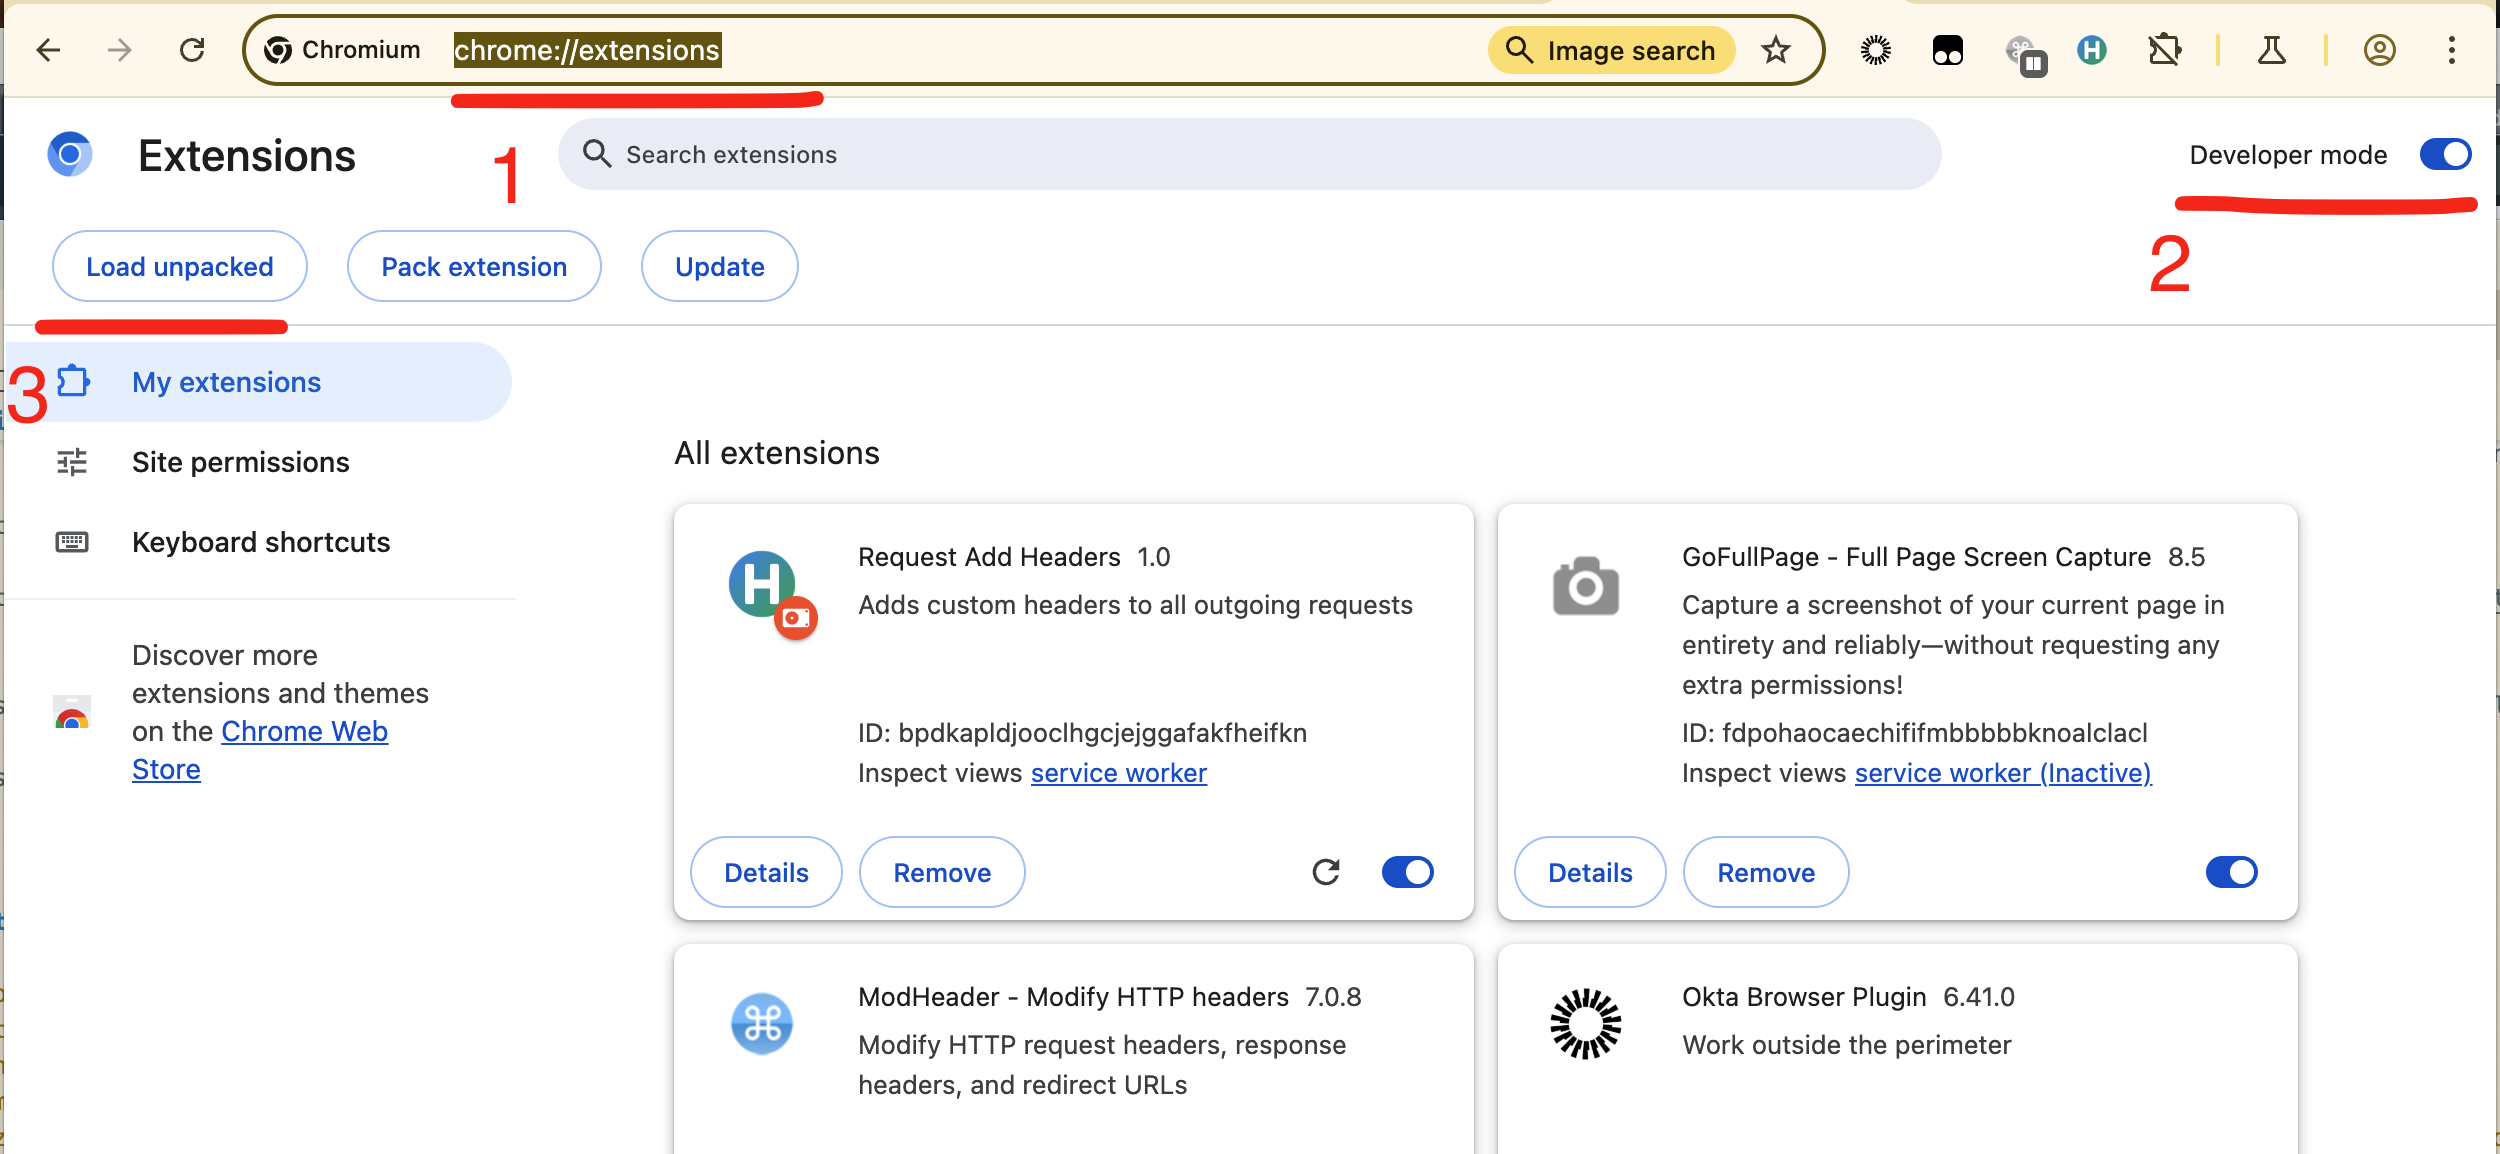 Chromium
chrome://extensions
Image search
H
Extensions
Search extensions
Developer mode
1
Load unpacked
Pack extension
Update
2
3
My extensions
Site permissions
Keyboard shortcuts
Discover more
extensions and themes
on the Chrome Web
Store
All extensions
H
Request Add Headers 1.0
Adds custom headers to all outgoing requests
ID: bpdkapldjooclhgcjejggafakfheifkn
Inspect views service worker
Details
Remove
GoFullPage - Full Page Screen Capture 8.5
Capture a screenshot of your current page in
entirety and reliably—without requesting any
extra permissions!
ID: fdpohaocaechififmbbbbbknoalclacl
Inspect views service worker (Inactive)
Details
Remove
ModHeader - Modify HTTP headers 7.0.8
Modify HTTP request headers, response
headers, and redirect URLs
Okta Browser Plugin 6.41.0
Work outside the perimeter